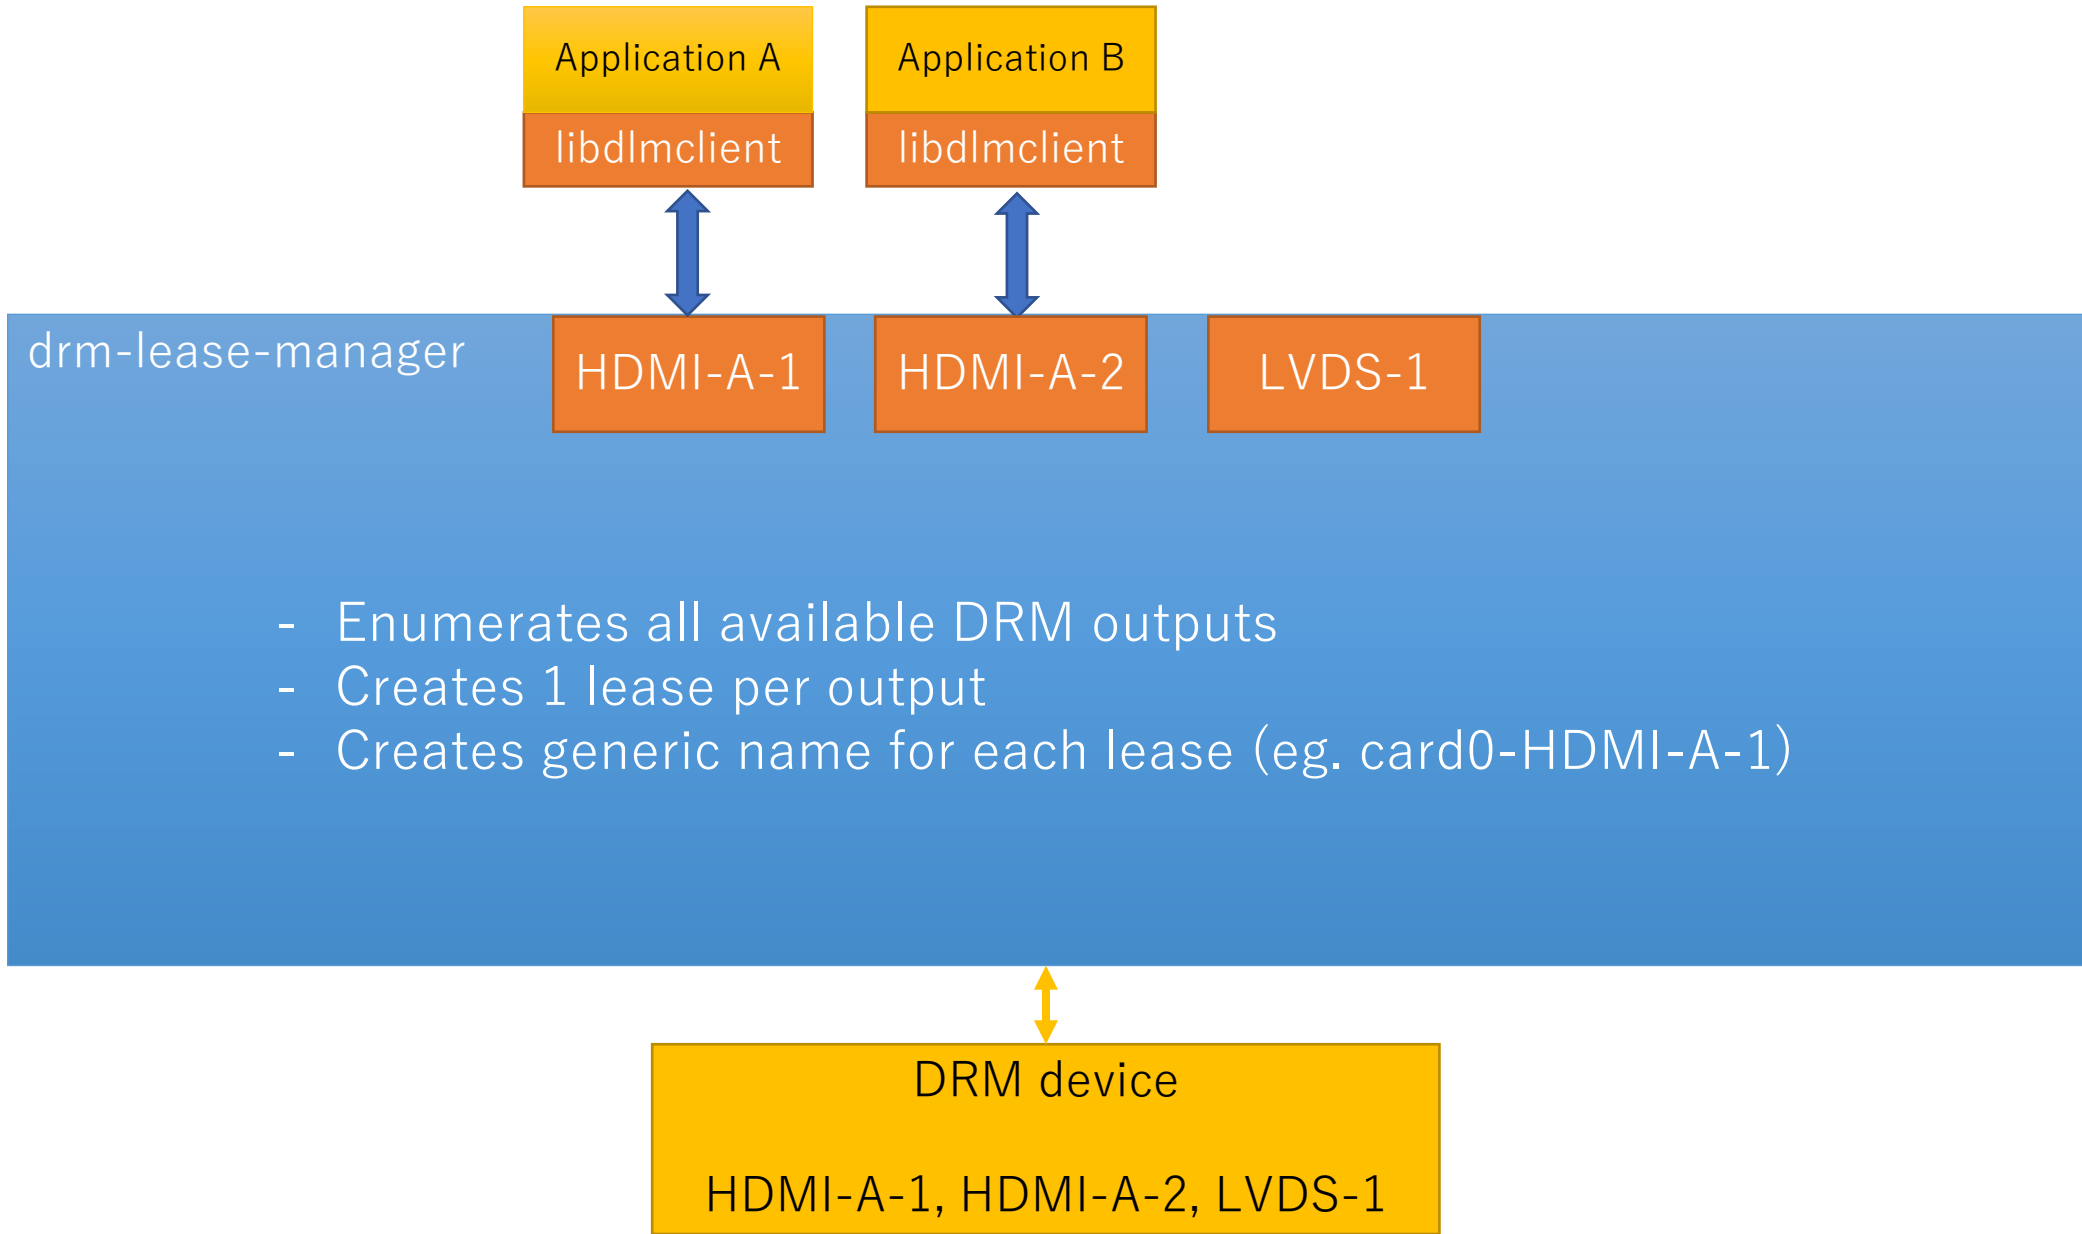 Application A
Application B
libdlmclient
libdlmclient
drm-lease-manager
HDMI-A-1
HDMI-A-2
LVDS-1
- Enumerates all available DRM outputs
- Creates 1 lease per output
- Creates generic name for each lease (eg. card0-HDMI-A-1)
DRM device
HDMI-A-1, HDMI-A-2, LVDS-1